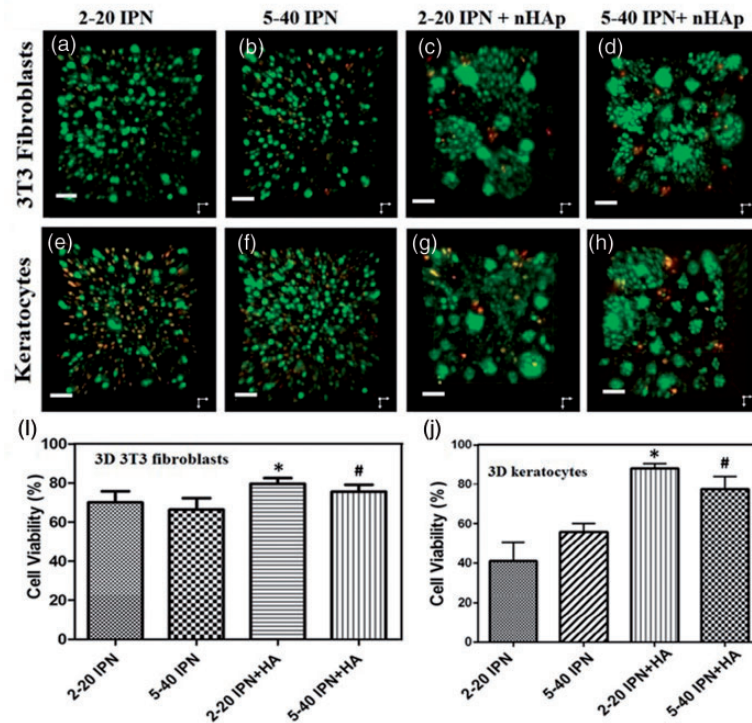 2-20 IPN 5-40 IPN 2-20 IPN + nHAp 5-40 IPN+ nHAp
3T3 Fibroblasts
(a) (b) (c) (d)
Keratocytes
(e) (f) (g) (h)
(I)
3D 3T3 fibroblasts
Cell Viability (%)
100
80
60
40
20
0
*
#
2-20 IPN
5-40 IPN
2-20 IPN+HA
5-40 IPN+HA
(j)
3D keratocytes
Cell Viability (%)
100
80
60
40
20
0
*
#
2-20 IPN
5-40 IPN
2-20 IPN+HA
5-40 IPN+HA